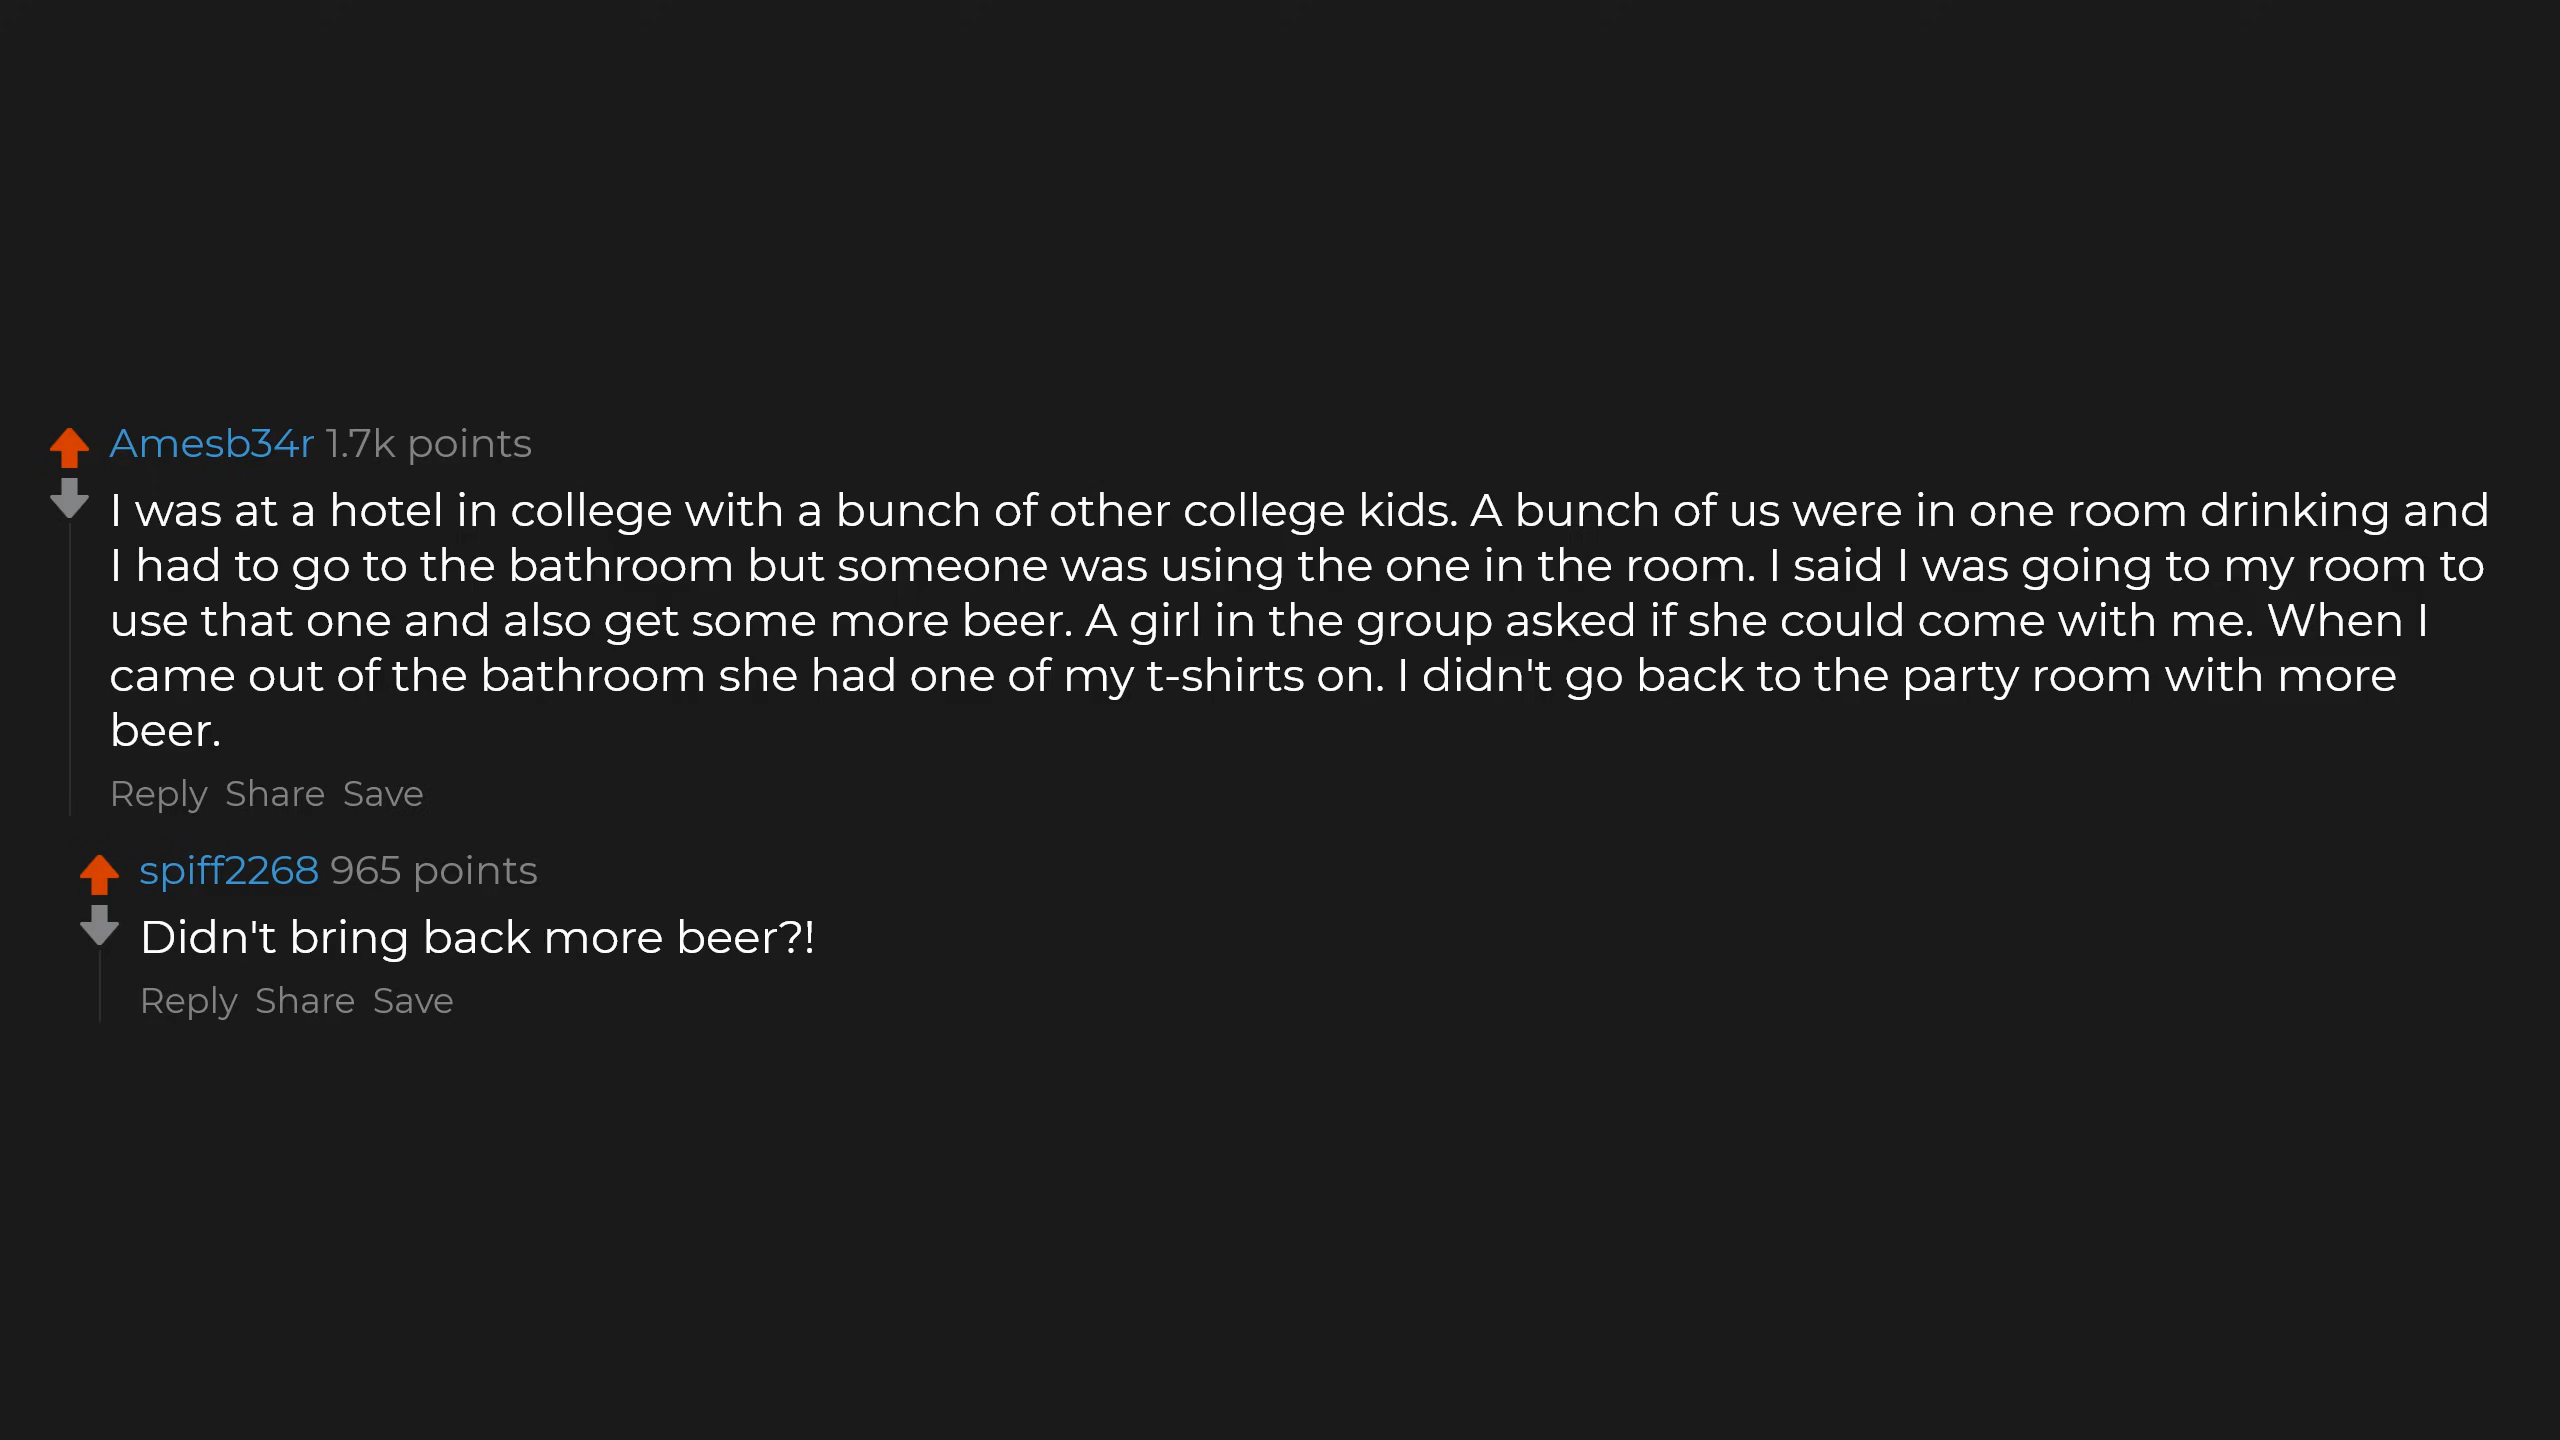 Amesb34r 1.7k points
I was at a hotel in college with a bunch of other college kids. A bunch of us were in one room drinking and
I had to go to the bathroom but someone was using the one in the room. I said I was going to my room to
use that one and also get some more beer. A girl in the group asked if she could come with me. When I
came out of the bathroom she had one of my t-shirts on. I didn't go back to the party room with more
beer.
Reply Share Save
spiff2268 965 points
Didn't bring back more beer?!
Reply Share Save